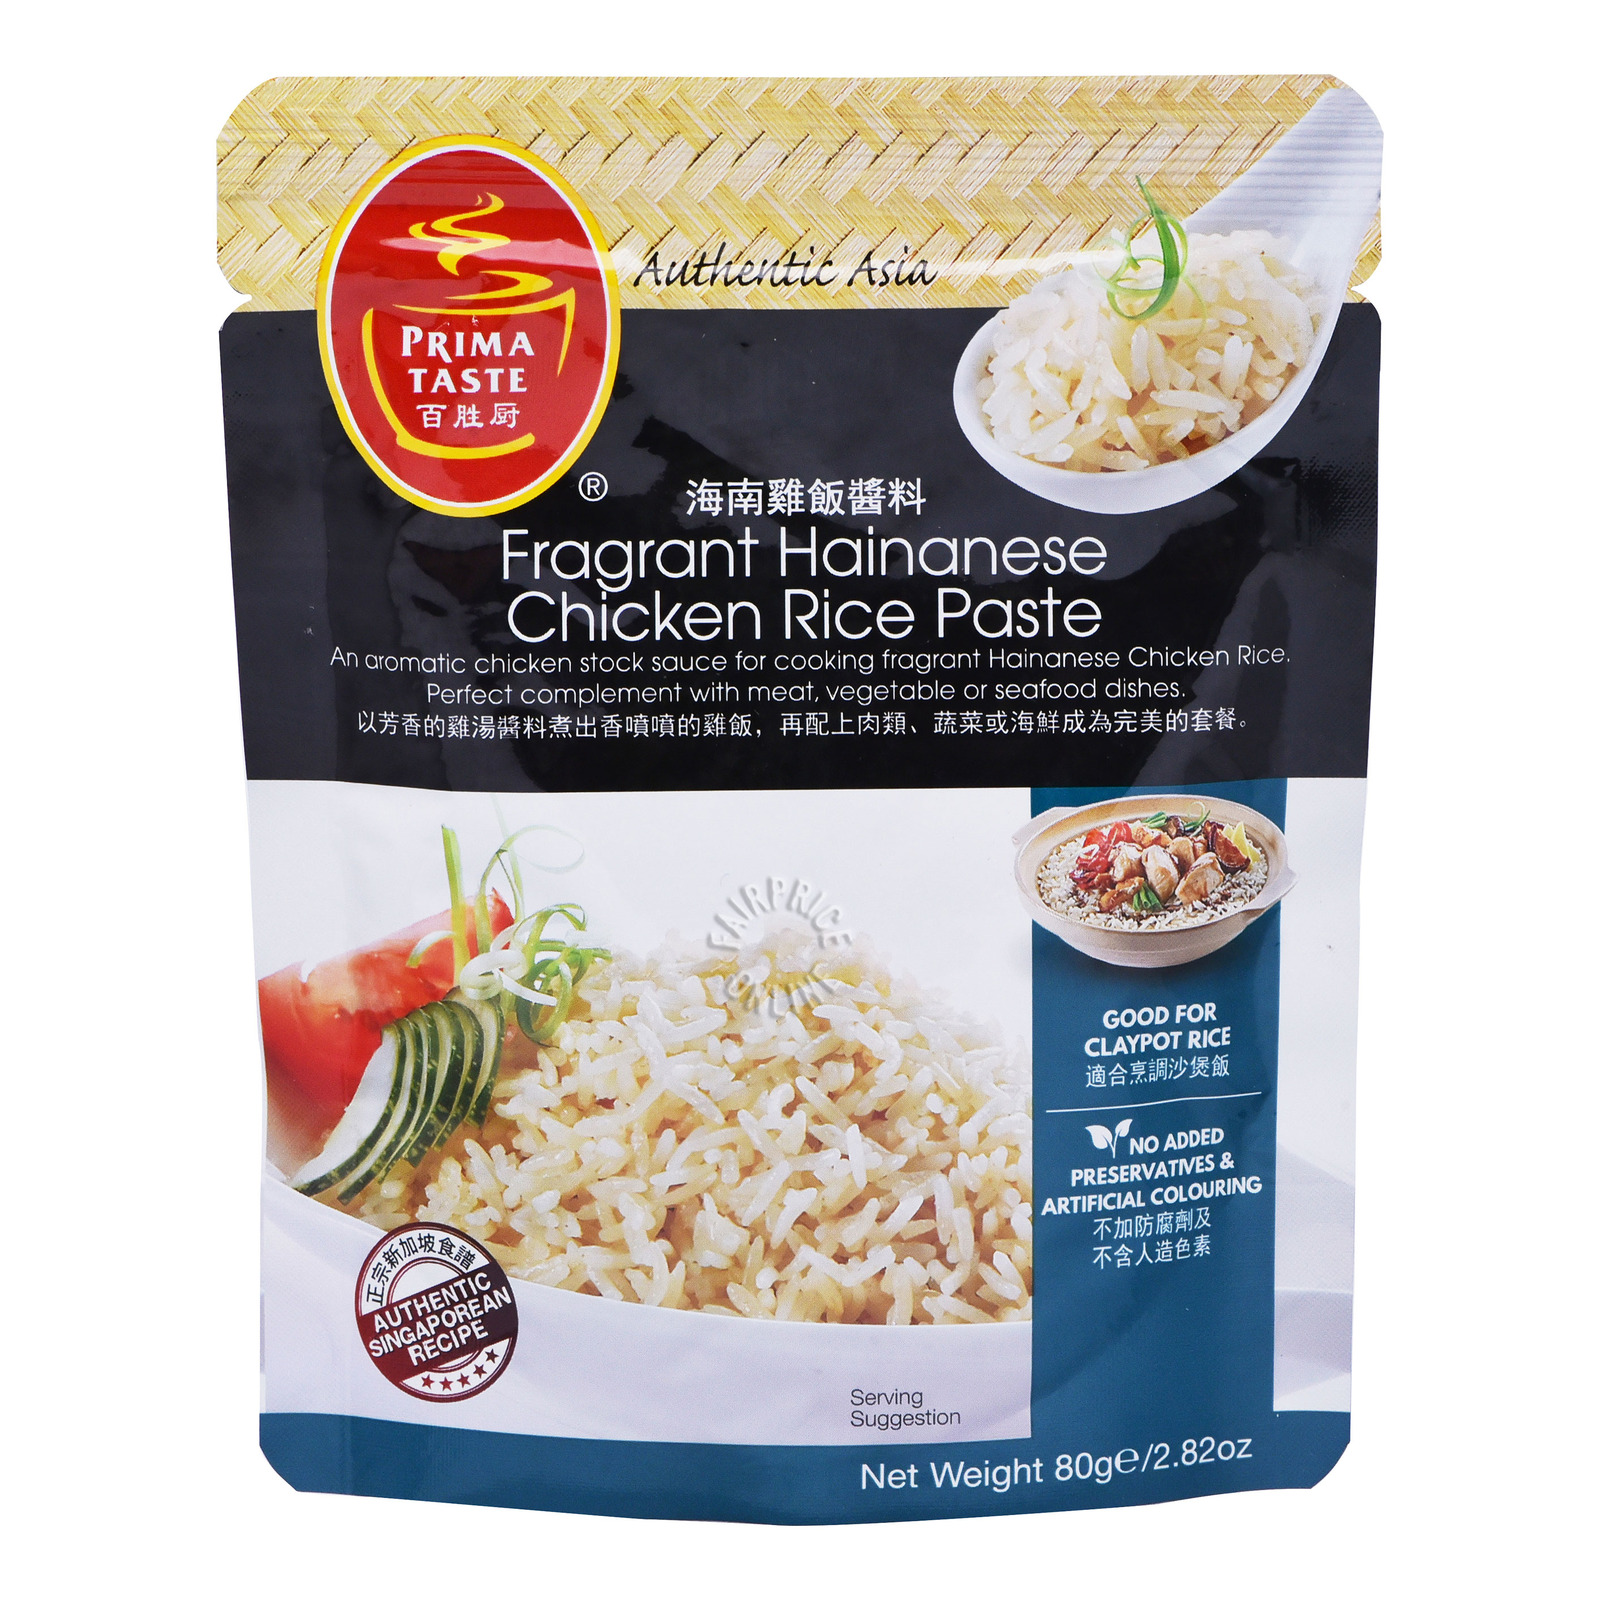 Authentic Asia
PRIMA
TASTE
百胜厨
®
海南雞飯醬料
Fragrant Hainanese
Chicken Rice Paste
An aromatic chicken stock sauce for cooking fragrant Hainanese Chicken Rice.
Perfect complement with meat, vegetable or seafood dishes.
以芳香的雞湯醬料煮出香噴噴的雞飯，再配上肉類、蔬菜或海鮮成為完美的套餐。
FAIRPRICE
ONLINE
GOOD FOR
CLAYPOT RICE
適合烹調沙煲飯
NO ADDED
PRESERVATIVES &
ARTIFICIAL COLOURING
不加防腐劑及
不含人造色素
正宗新加坡食譜
AUTHENTIC
SINGAPOREAN
RECIPE
Serving
Suggestion
Net Weight 80g℮/2.82oz